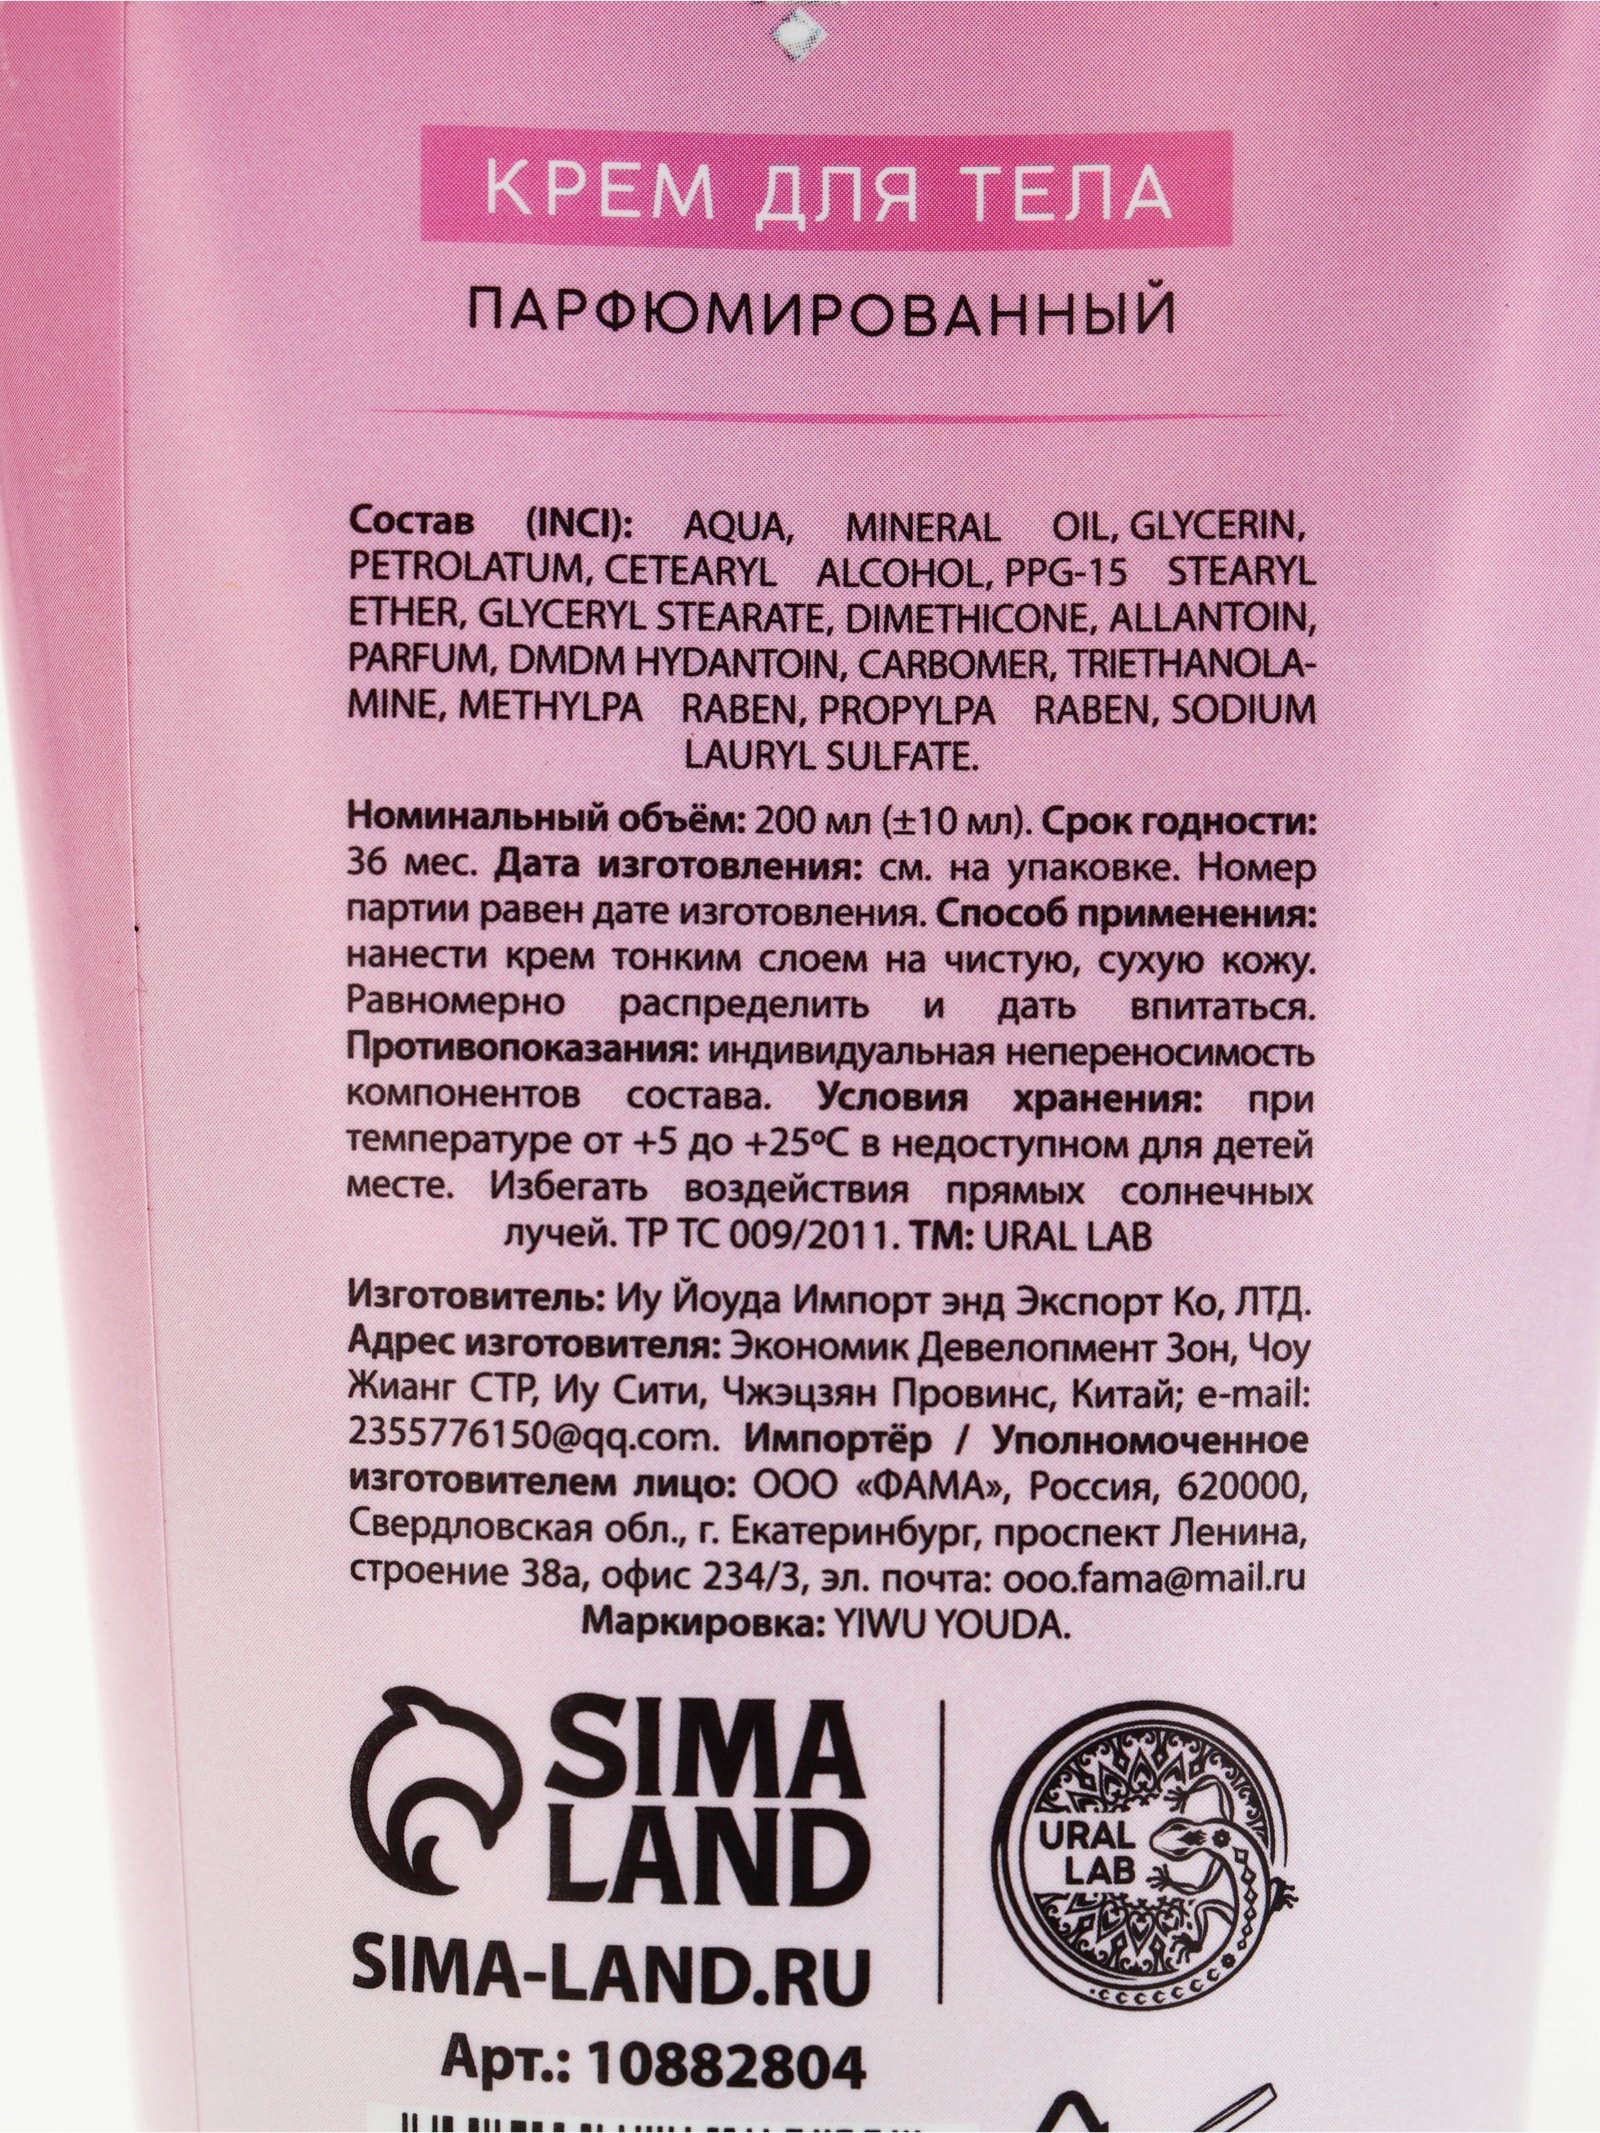 КРЕМ ДЛЯ ТЕЛА
ПАРФЮМИРОВАННЫЙ
Состав (INCI): AQUA, MINERAL OIL, GLYCERIN,
PETROLATUM, CETEARYL ALCOHOL, PPG-15 STEARYL
ETHER, GLYCERYL STEARATE, DIMETHICONE, ALLANTOIN,
PARFUM, DMDM HYDANTOIN, CARBOMER, TRIETHANOLA-
MINE, METHYLPA RABEN, PROPYLPA RABEN, SODIUM
LAURYL SULFATE.
Номинальный объём: 200 мл (±10 мл). Срок годности:
36 мес. Дата изготовления: см. на упаковке. Номер
партии равен дате изготовления. Способ применения:
нанести крем тонким слоем на чистую, сухую кожу.
Равномерно распределить и дать впитаться.
Противопоказания: индивидуальная непереносимость
компонентов состава. Условия хранения: при
температуре от +5 до +25ºC в недоступном для детей
месте. Избегать воздействия прямых солнечных
лучей. ТР ТС 009/2011. ТМ: URAL LAB
Изготовитель: Иу Йоуда Импорт энд Экспорт Ко, ЛТД.
Адрес изготовителя: Экономик Девелопмент Зон, Чоу
Жианг СТР, Иу Сити, Чжэцзян Провинс, Китай; e-mail:
2355776150@qq.com. Импортёр / Уполномоченное
изготовителем лицо: ООО «ФАМА», Россия, 620000,
Свердловская обл., г. Екатеринбург, проспект Ленина,
строение 38а, офис 234/3, эл. почта: ooo.fama@mail.ru
Маркировка: YIWU YOUDA.
SIMA
LAND
URAL
LAB
SIMA-LAND.RU
Арт.: 10882804